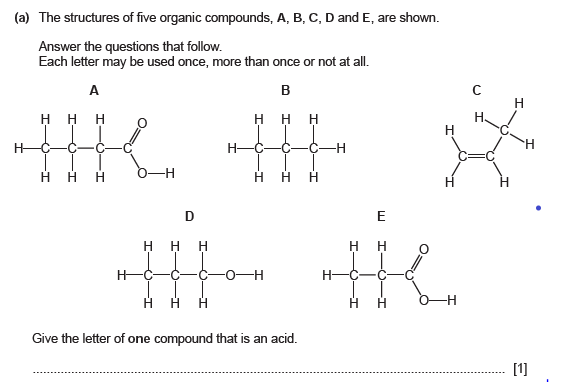 (a) The structures of five organic compounds, A, B, C, D and E, are shown.
Answer the questions that follow.
Each letter may be used once, more than once or not at all.
A
H H H O
H—C—C—C—C
H H H O—H
B
H H H
H—C—C—C—H
H H H
C
H
H C
H H
C=C
H H
D
H H H
H—C—C—C—O—H
H H H
E
H H O
H—C—C—C
H H O—H
Give the letter of one compound that is an acid.
.......................................................................................................................................... [1]